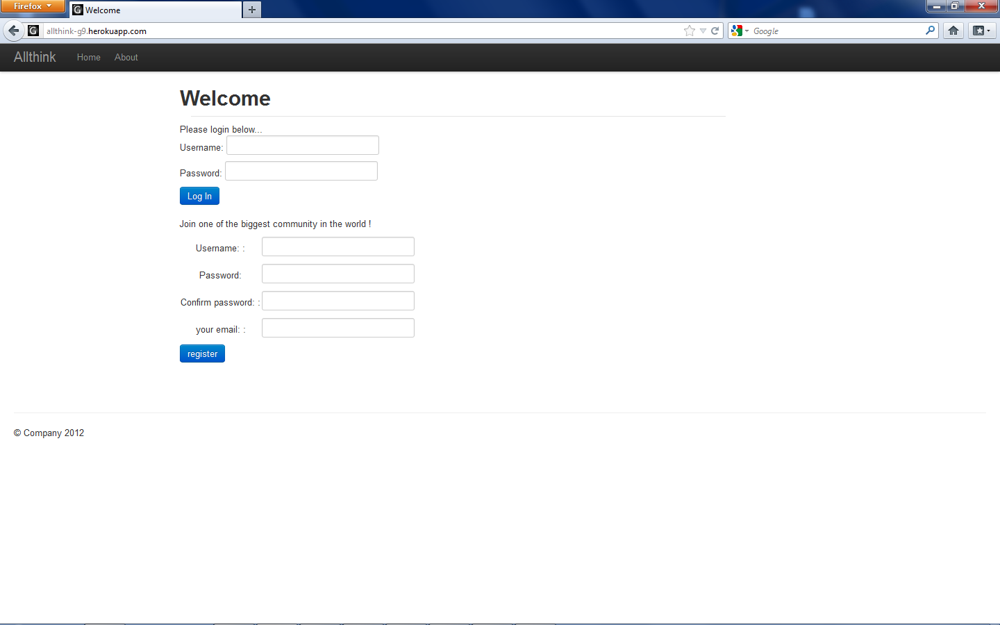 Firefox
Welcome
allthink-g9.herokuapp.com
Google
Allthink Home About
Welcome
Please login below...
Username:
Password:
Log In
Join one of the biggest community in the world !
Username: :
Password:
Confirm password: :
your email: :
register
© Company 2012